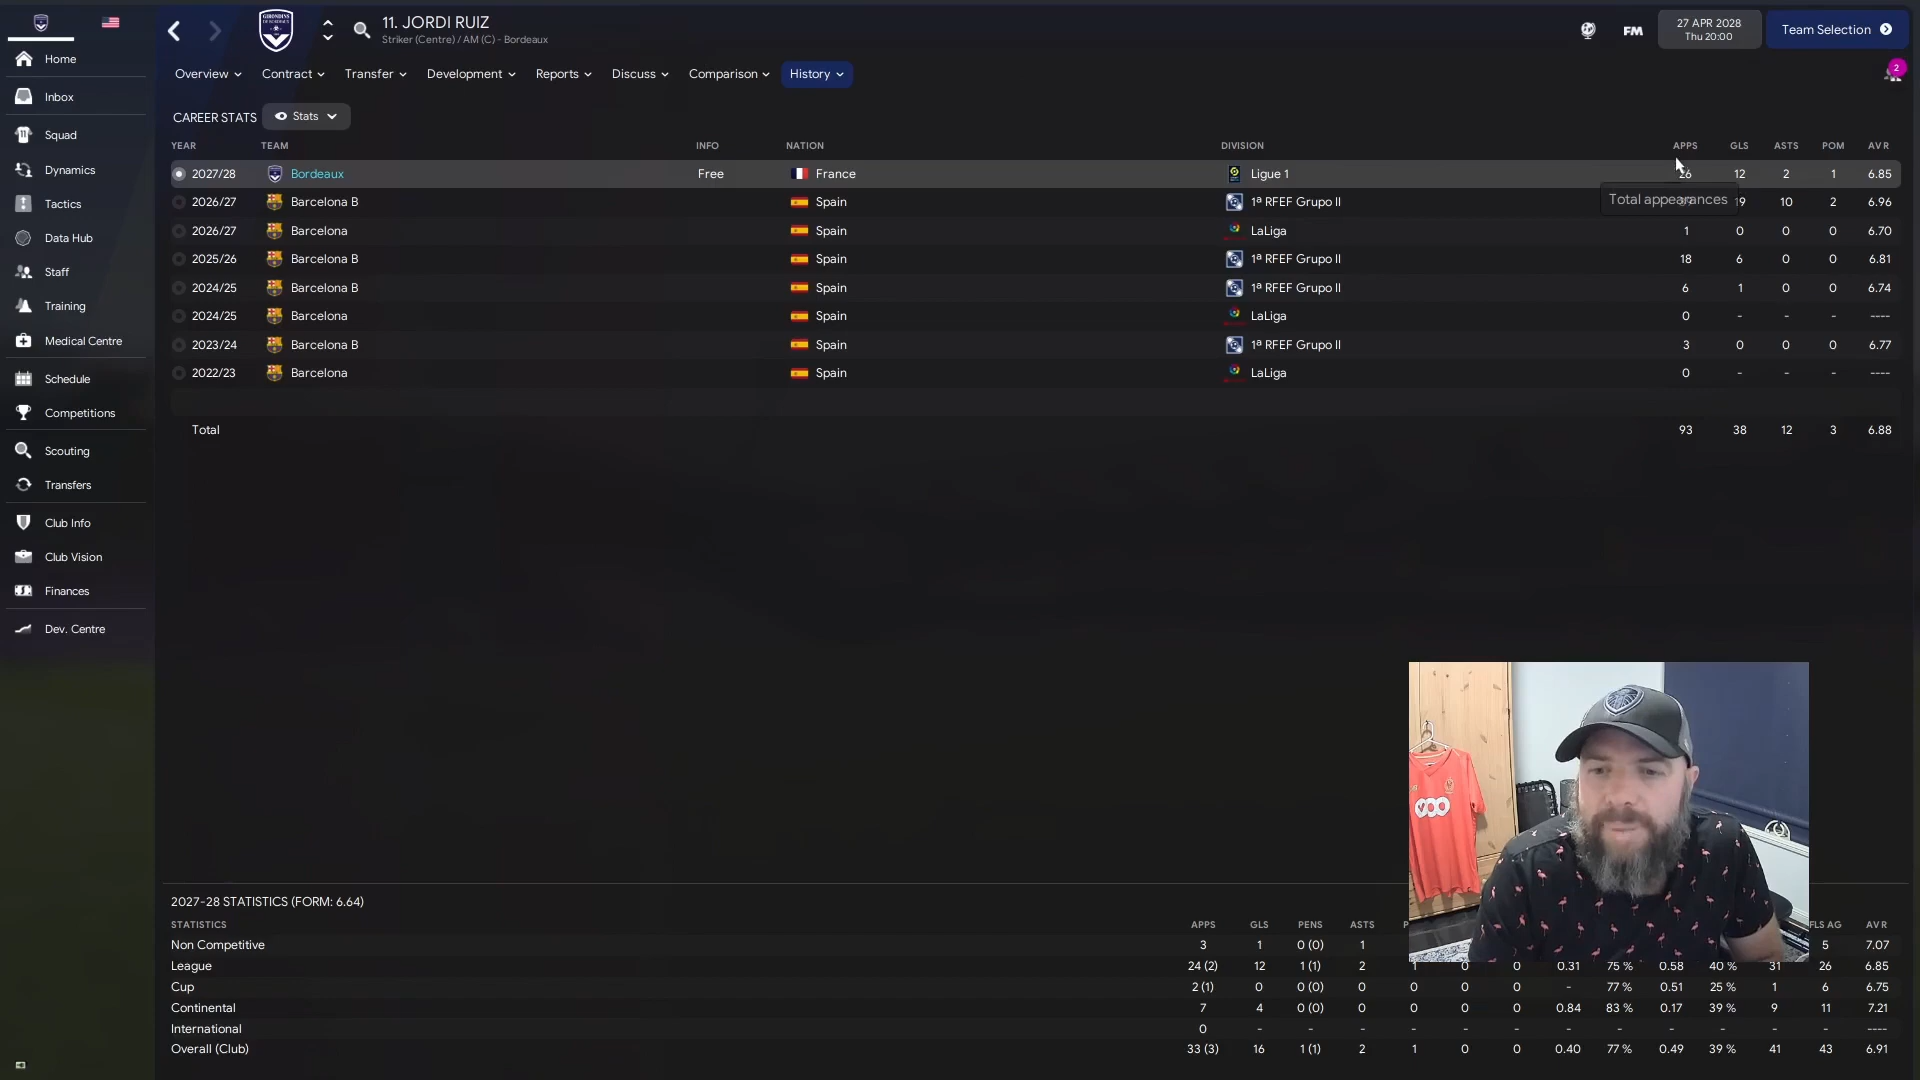 11. JORDI RUIZ
Striker (Centre) / AM (C) - Bordeaux
FM
27 APR 2028
Thu 20:00
Team Selection
Overview
Contract
Transfer
Development
Reports
Discuss
Comparison
History
2
Home
Inbox
Squad
Dynamics
Tactics
Data Hub
Staff
Training
Medical Centre
Schedule
Competitions
Scouting
Transfers
Club Info
Club Vision
Finances
Dev. Centre
CAREER STATS Stats
YEAR TEAM INFO NATION DIVISION APPS GLS ASTS POM AV R
2027/28 Bordeaux Free France Ligue 1 26 12 2 1 6.85
2026/27 Barcelona B Spain 1ª RFEF Grupo II 10 2 6.96
Total appearances
2026/27 Barcelona Spain LaLiga 1 0 0 0 6.70
2025/26 Barcelona B Spain 1ª RFEF Grupo II 18 6 0 0 6.81
2024/25 Barcelona B Spain 1ª RFEF Grupo II 6 1 0 0 6.74
2024/25 Barcelona Spain LaLiga 0 - - - ----
2023/24 Barcelona B Spain 1ª RFEF Grupo II 3 0 0 0 6.77
2022/23 Barcelona Spain LaLiga 0 - - - ----
Total 93 38 12 3 6.88
VOO
2027-28 STATISTICS (FORM: 6.64)
STATISTICS APPS GLS PENS ASTS P FLS AG AV R
Non Competitive 3 1 0 (0) 1 5 7.07
League 24 (2) 12 1 (1) 2 1 0 0 0.31 75 % 0.58 40 % 31 26 6.85
Cup 2 (1) 0 0 (0) 0 0 0 0 - 77 % 0.51 25 % 1 6 6.75
Continental 7 4 0 (0) 0 0 0 0 0.84 83 % 0.17 39 % 9 11 7.21
International 0 - - - - - - - - - - - - ----
Overall (Club) 33 (3) 16 1 (1) 2 1 0 0 0.40 77 % 0.49 39 % 41 43 6.91